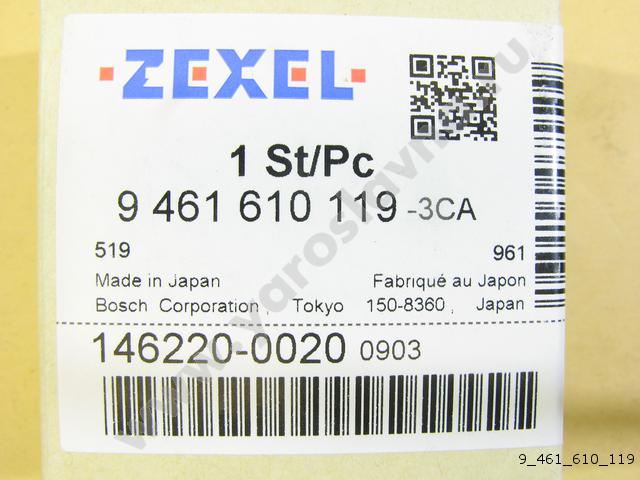 ZEXEL
1 St/Pc
9 461 610 119 -3CA
519 961
Made in Japan Fabriqué au Japon
Bosch Corporation, Tokyo 150-8360, Japan
146220-0020 0903
9_461_610_119